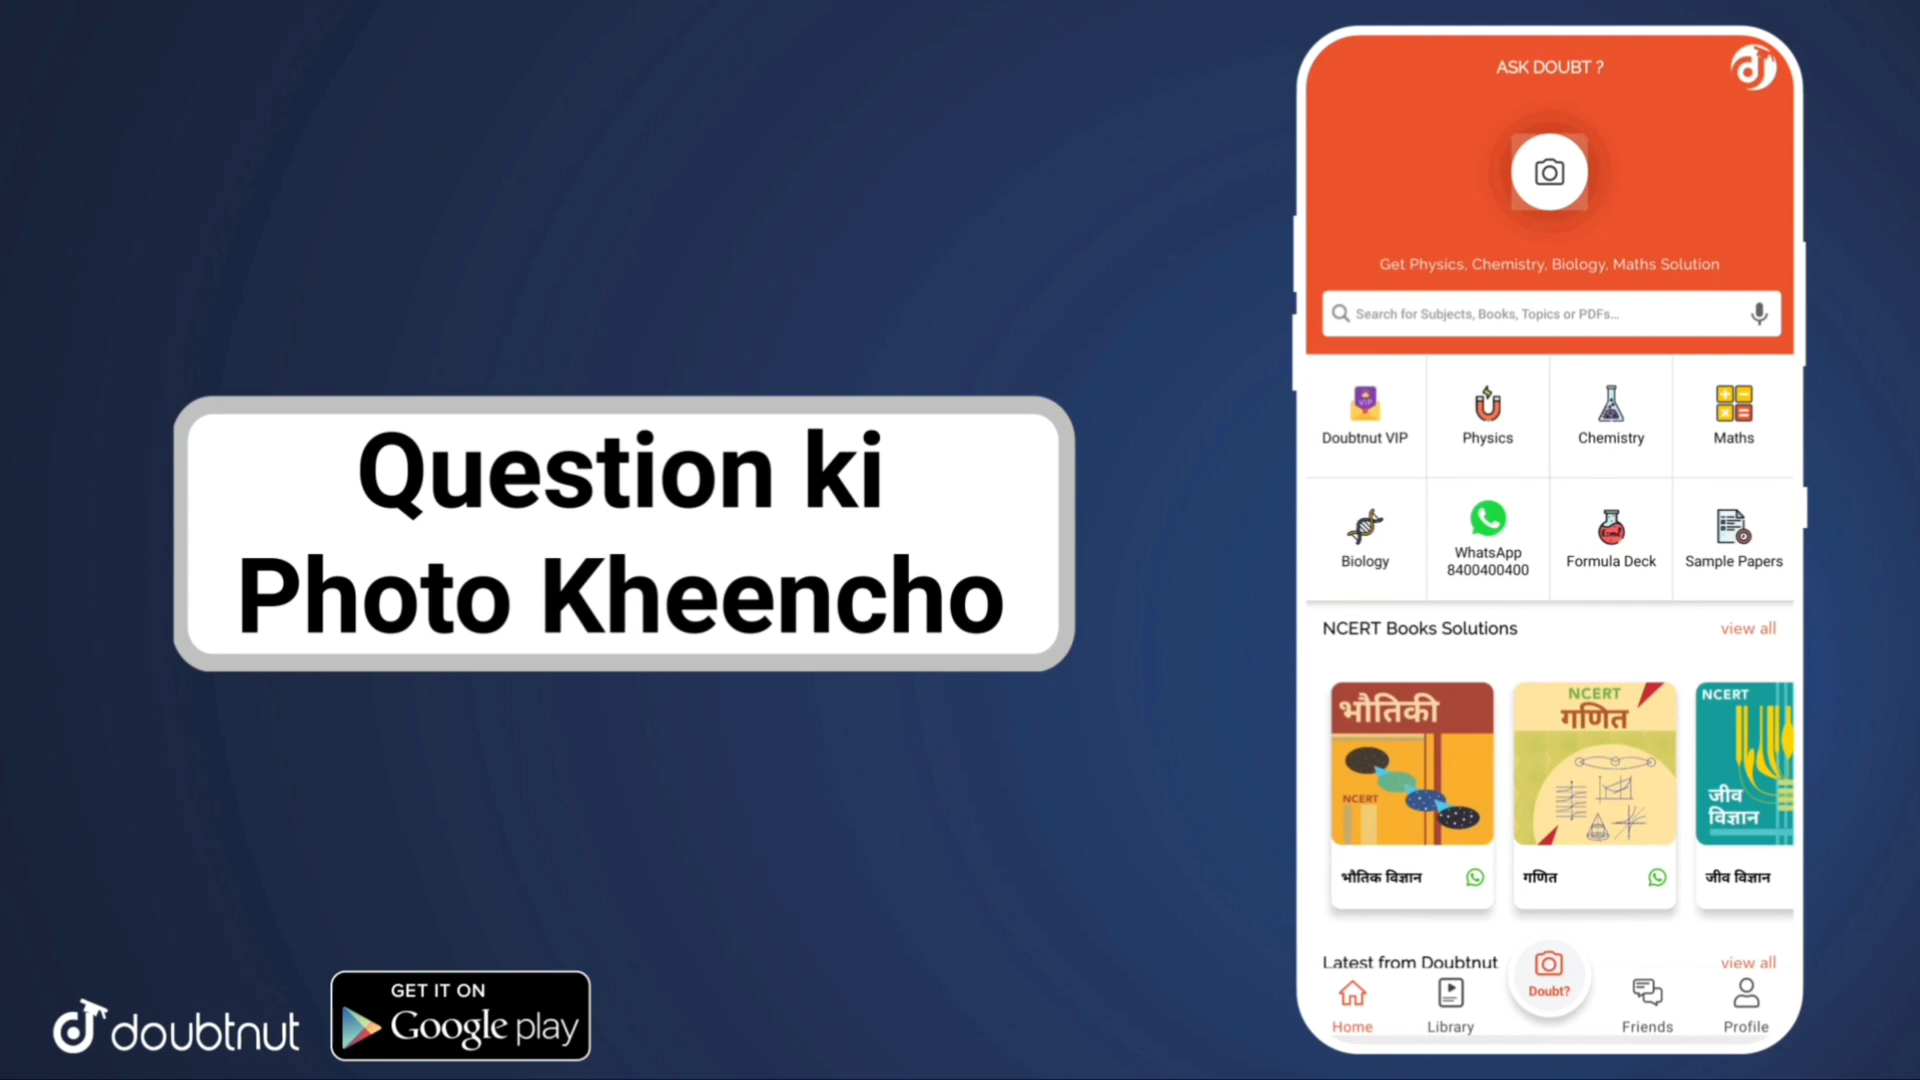 Question ki
Photo Kheencho
doubtnut
GET IT ON
Google play
ASK DOUBT ?
Get Physics, Chemistry, Biology, Maths Solution
Search for Subjects, Books, Topics or PDFs...
Doubtnut VIP
Physics
Chemistry
Maths
Biology
WhatsApp
8400400400
Formula Deck
Sample Papers
NCERT Books Solutions
view all
भौतिकी
NCERT
NCERT
गणित
NCERT
जीव
विज्ञान
भौतिक विज्ञान
गणित
जीव विज्ञान
Latest from Doubtnut
view all
Doubt?
Home
Library
Friends
Profile